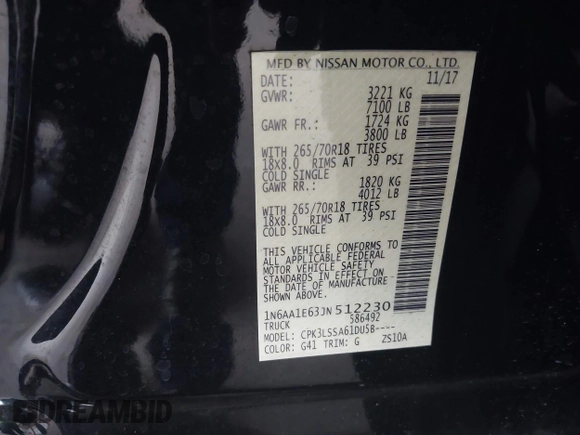 MFD BY NISSAN MOTOR CO., LTD.
DATE: 11/17
GVWR: 3221 KG
7100 LB
GAWR FR.: 1724 KG
3800 LB
WITH 265/70R18 TIRES
18X8.0 RIMS AT 39 PSI
COLD SINGLE
GAWR RR.: 1820 KG
4012 LB
WITH 265/70R18 TIRES
18X8.0 RIMS AT 39 PSI
COLD SINGLE
THIS VEHICLE CONFORMS TO
ALL APPLICABLE FEDERAL
MOTOR VEHICLE SAFETY
STANDARDS IN EFFECT ON
THE DATE OF MANUFACTURE
SHOWN ABOVE.
1N6AA1E63JN512230
TRUCK 586492
MODEL: CPK3LSSA61DU5B----
COLOR: G41 TRIM: G ZS10A
DREAMBID